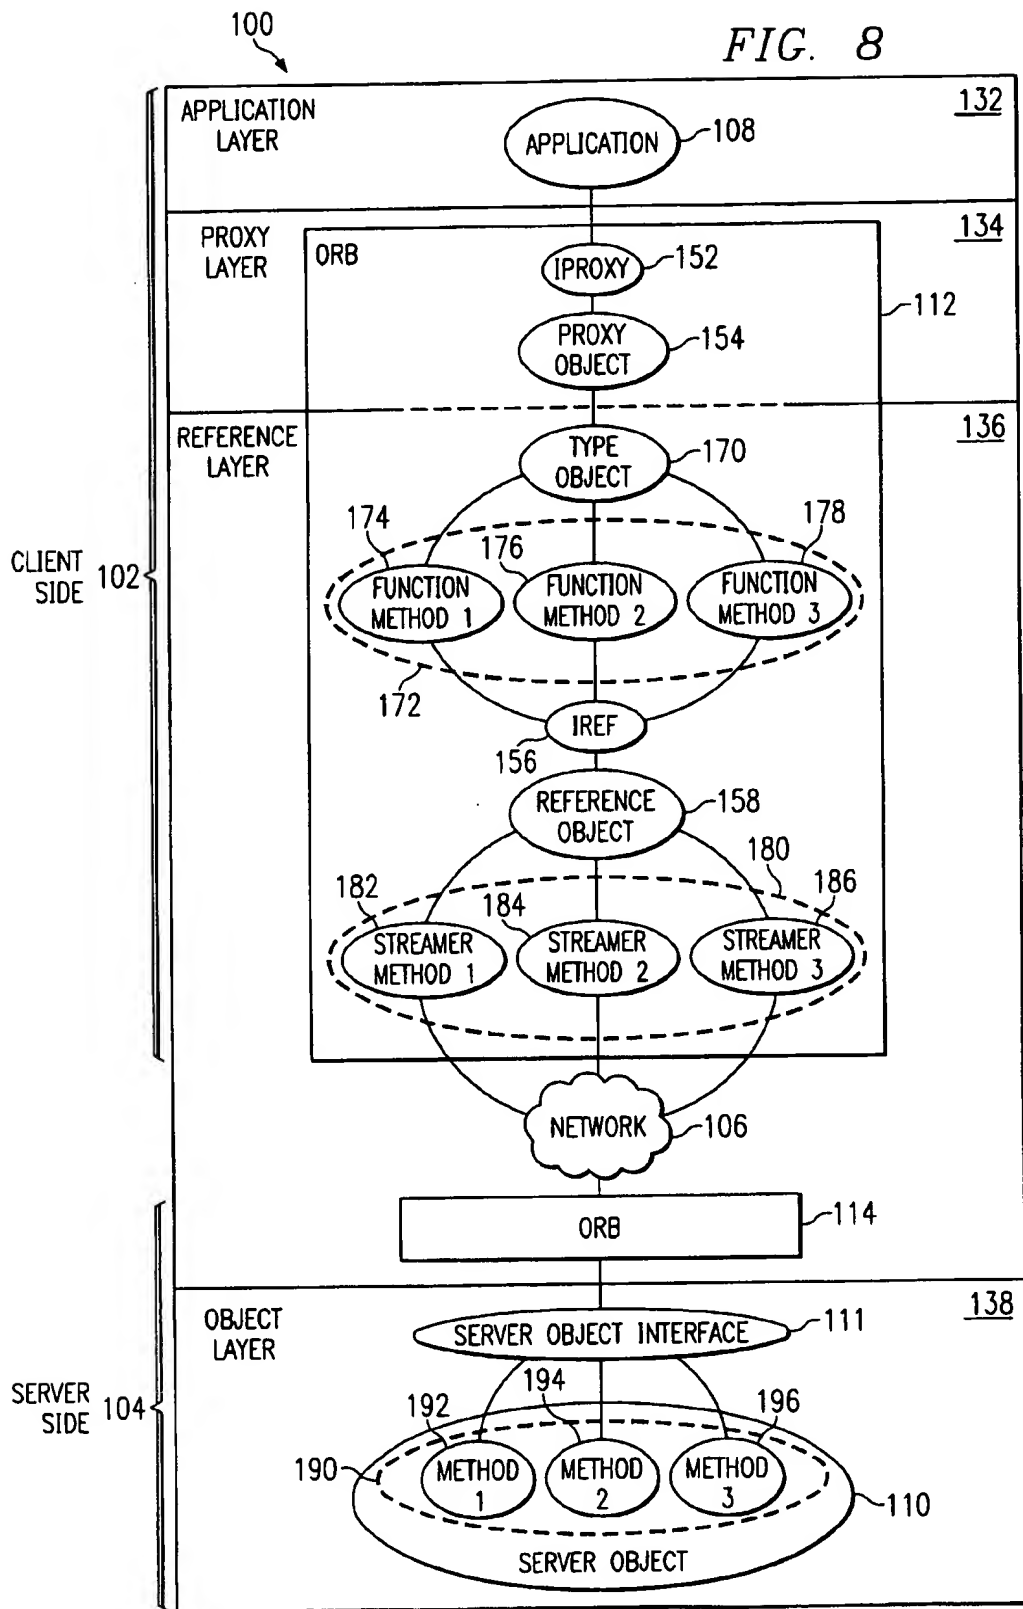 100
FIG. 8
APPLICATION
LAYER
132
APPLICATION
108
PROXY
LAYER
134
ORB
IPROXY
152
112
PROXY
OBJECT
154
REFERENCE
LAYER
136
TYPE
OBJECT
170
174
178
176
CLIENT
SIDE
102
FUNCTION
METHOD 1
FUNCTION
METHOD 2
FUNCTION
METHOD 3
172
IREF
156
REFERENCE
OBJECT
158
180
182
184
186
STREAMER
METHOD 1
STREAMER
METHOD 2
STREAMER
METHOD 3
NETWORK
106
ORB
114
OBJECT
LAYER
138
SERVER OBJECT INTERFACE
111
SERVER
SIDE
104
192
194
196
190
METHOD
1
METHOD
2
METHOD
3
110
SERVER OBJECT